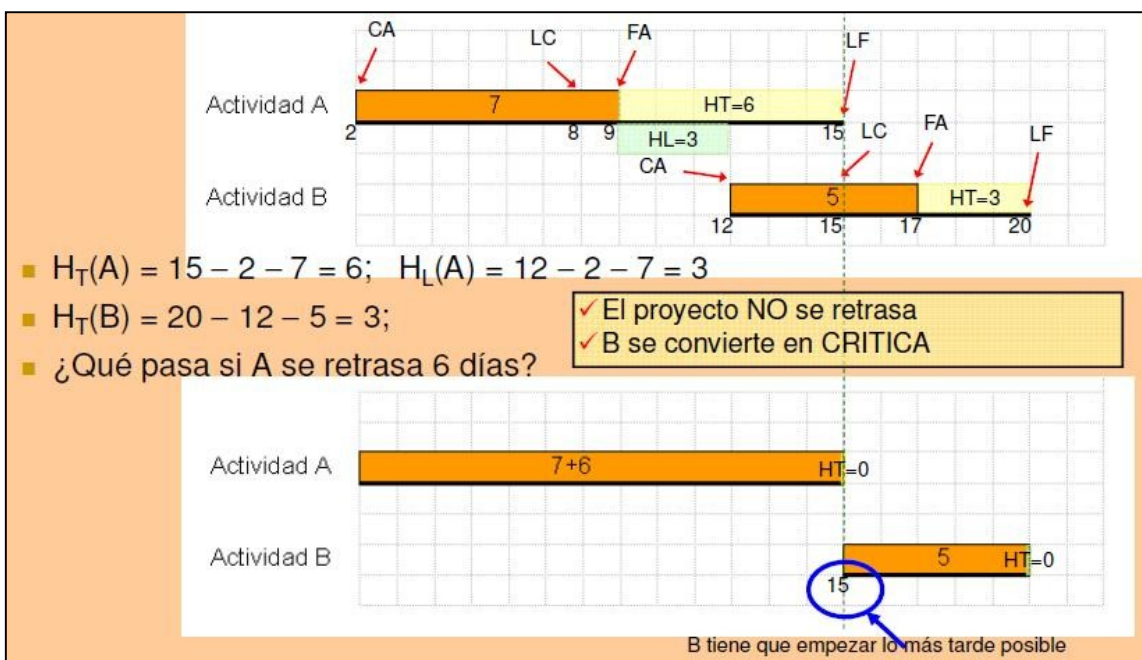 CA LC FA LF
Actividad A 7 HT=6
2 8 9 15 LC FA LF
HL=3
CA
Actividad B 5 HT=3
12 15 17 20
H_T(A) = 15 – 2 – 7 = 6; H_L(A) = 12 – 2 – 7 = 3
H_T(B) = 20 – 12 – 5 = 3;
✓ El proyecto NO se retrasa
✓ B se convierte en CRITICA
¿Qué pasa si A se retrasa 6 días?
Actividad A 7+6 HT=0
Actividad B 5 HT=0
15
B tiene que empezar lo más tarde posible